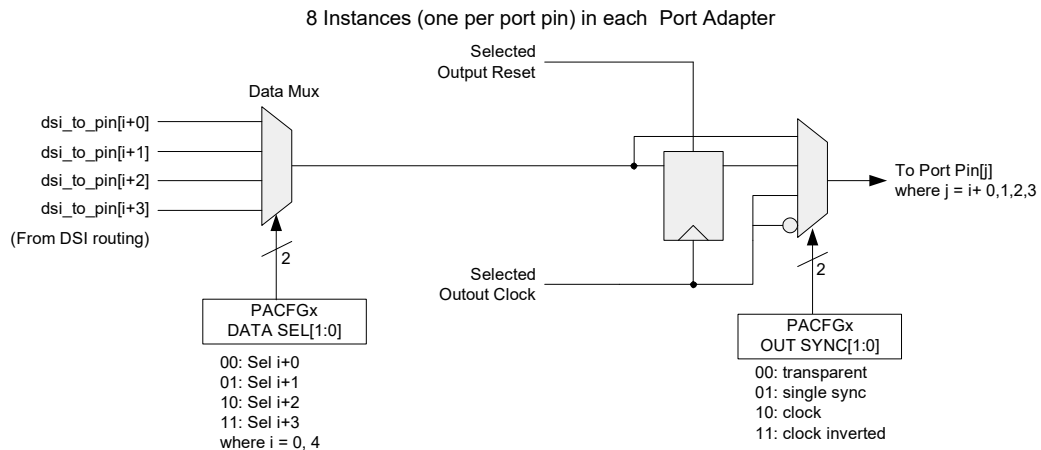 8 Instances (one per port pin) in each Port Adapter
Selected
Output Reset
Data Mux
dsi_to_pin[i+0]
dsi_to_pin[i+1]
dsi_to_pin[i+2]
dsi_to_pin[i+3]
(From DSI routing)
To Port Pin[j]
where j = i+ 0,1,2,3
2
2
Selected
Outout Clock
PACFGx
DATA SEL[1:0]
00: Sel i+0
01: Sel i+1
10: Sel i+2
11: Sel i+3
where i = 0, 4
PACFGx
OUT SYNC[1:0]
00: transparent
01: single sync
10: clock
11: clock inverted